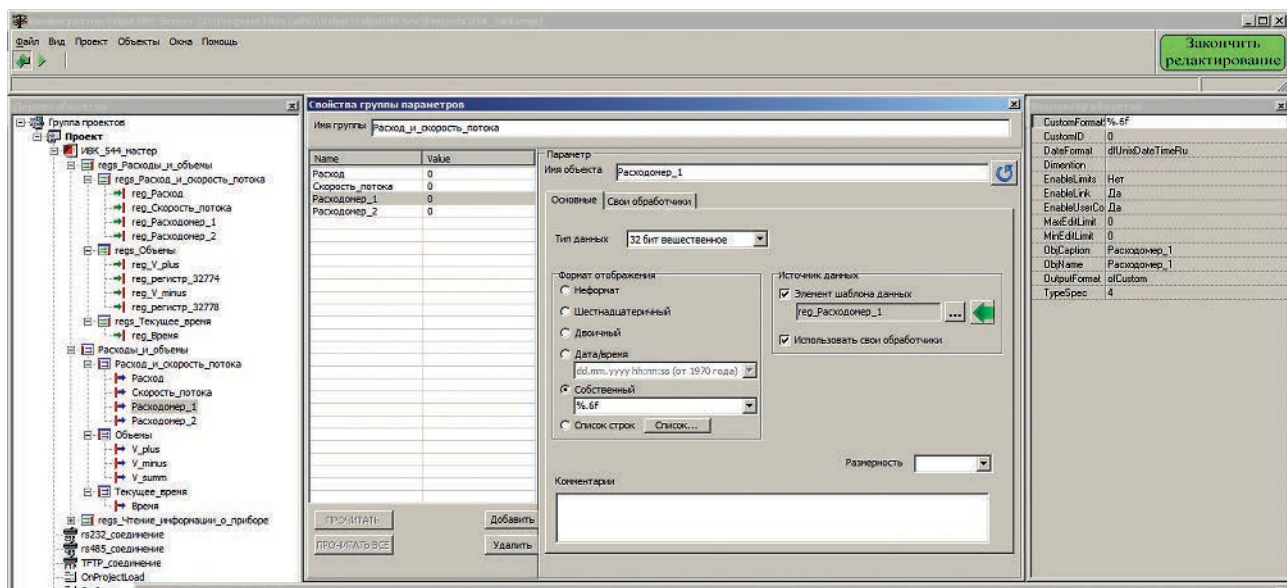 Файл Вид Проект Объекты Окна Помощь
Закончить
редактирование
Группа проектов
Проект
ИВК_544_мастер
regs_Расходы_и_объемы
regs_Расход_и_скорость_потока
reg_Расход
reg_Скорость_потока
reg_Расходомер_1
reg_Расходомер_2
regs_Объемы
reg_V_plus
reg_регистр_32774
reg_V_minus
reg_регистр_32778
regs_Текущее_время
reg_Время
Расходы_и_объемы
Расход_и_скорость_потока
Расход
Скорость_потока
Расходомер_1
Расходомер_2
Объемы
V_plus
V_minus
V_summ
Текущее_время
Время
regs_Чтение_информации_о_приборе
rs232_соединение
rs485_соединение
TFTP_соединение
OnProjectLoad
Свойства группы параметров
Имя группы Расход_и_скорость_потока
Name Value
Расход 0
Скорость_потока 0
Расходомер_1 0
Расходомер_2 0
ПРОЧИТАТЬ Добавить
ПРОЧИТАТЬ ВСЕ Удалить
Параметр
Имя объекта Расходомер_1
Основные Свои обработчики
Тип данных 32 бит вещественное
Формат отображения
Неформат
Шестнадцатеричный
Двоичный
Дата/время
dd.mm.yyyy hh:nn:ss (от 1970 года)
Собственный
%.6f
Список строк Список...
Источник данных
Элемент шаблона данных
reg_Расходомер_1 ...
Использовать свои обработчики
Размерность
Комментарии
CustomFormat %.6f
CustomID 0
DateFormat dfUnixDateTimeRu
Dimention
EnableLimits Нет
EnableLink Да
EnableUserCo Да
MaxEditLimit 0
MinEditLimit 0
ObjCaption Расходомер_1
ObjName Расходомер_1
OutputFormat ofCustom
TypeSpec 4